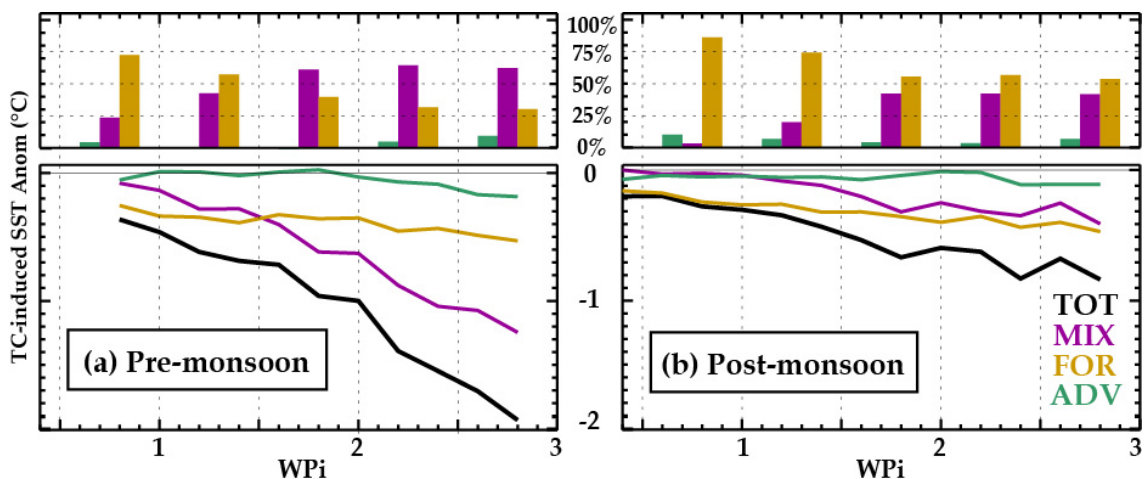 100%
75%
50%
25%
0%
TC-induced SST Anom (°C)
0
-1
-2
(a) Pre-monsoon
(b) Post-monsoon
TOT
MIX
FOR
ADV
1 2 3
1 2 3
WPi
WPi